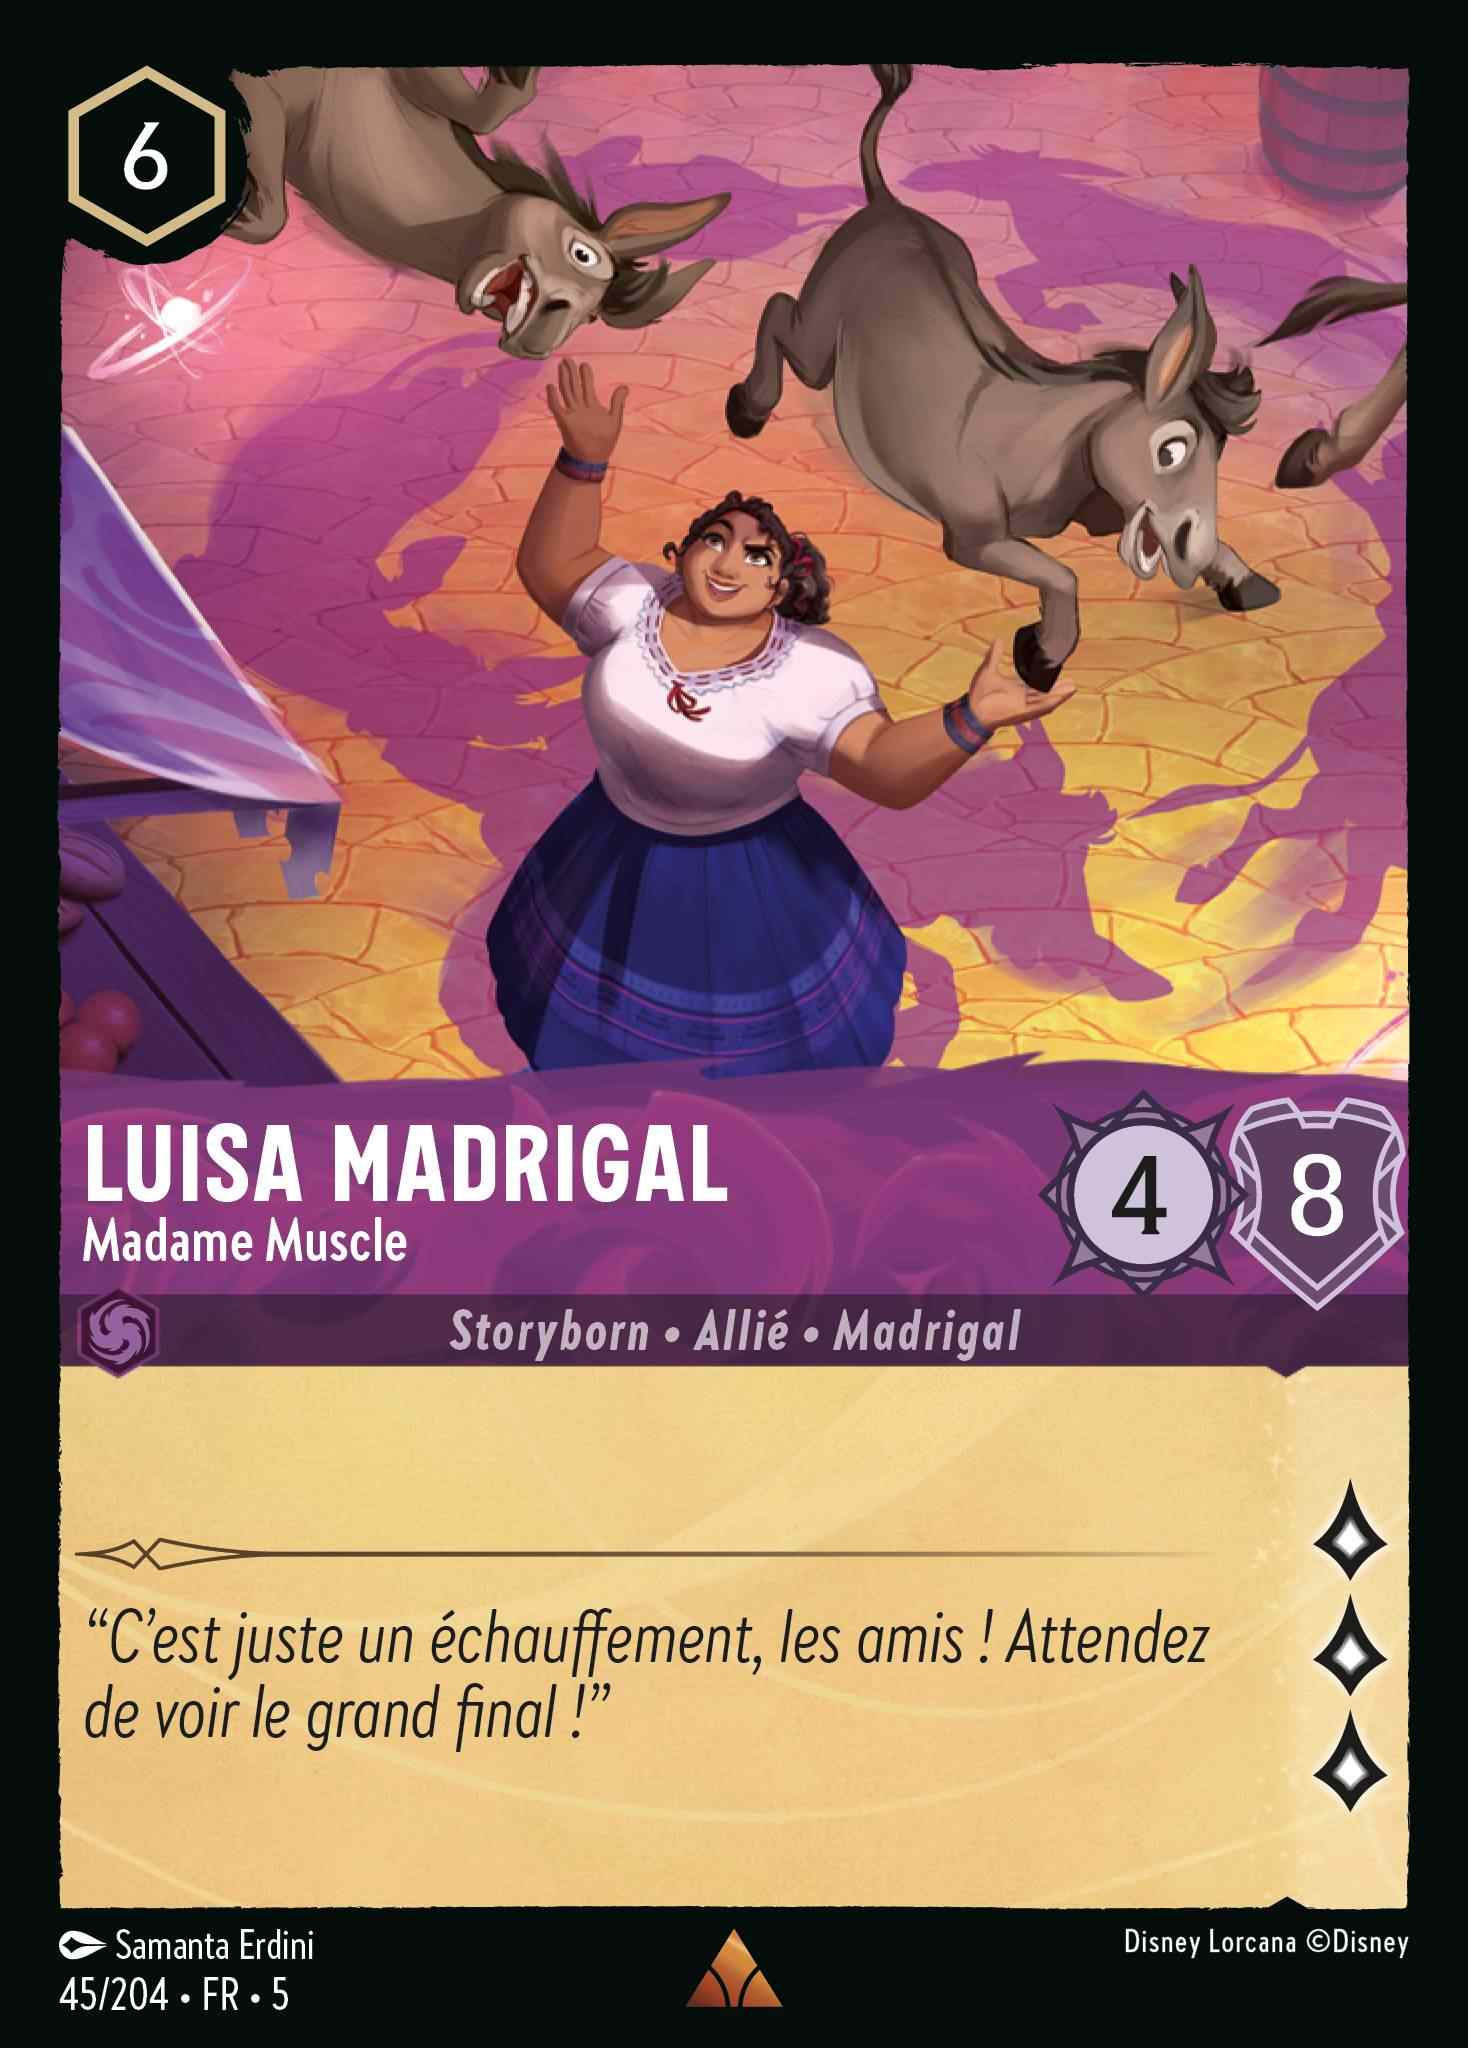 6
LUISA MADRIGAL
Madame Muscle
4
8
Storyborn • Allié • Madrigal
“C’est juste un échauffement, les amis ! Attendez
de voir le grand final !”
Samanta Erdini
Disney Lorcana ©Disney
45/204 • FR • 5